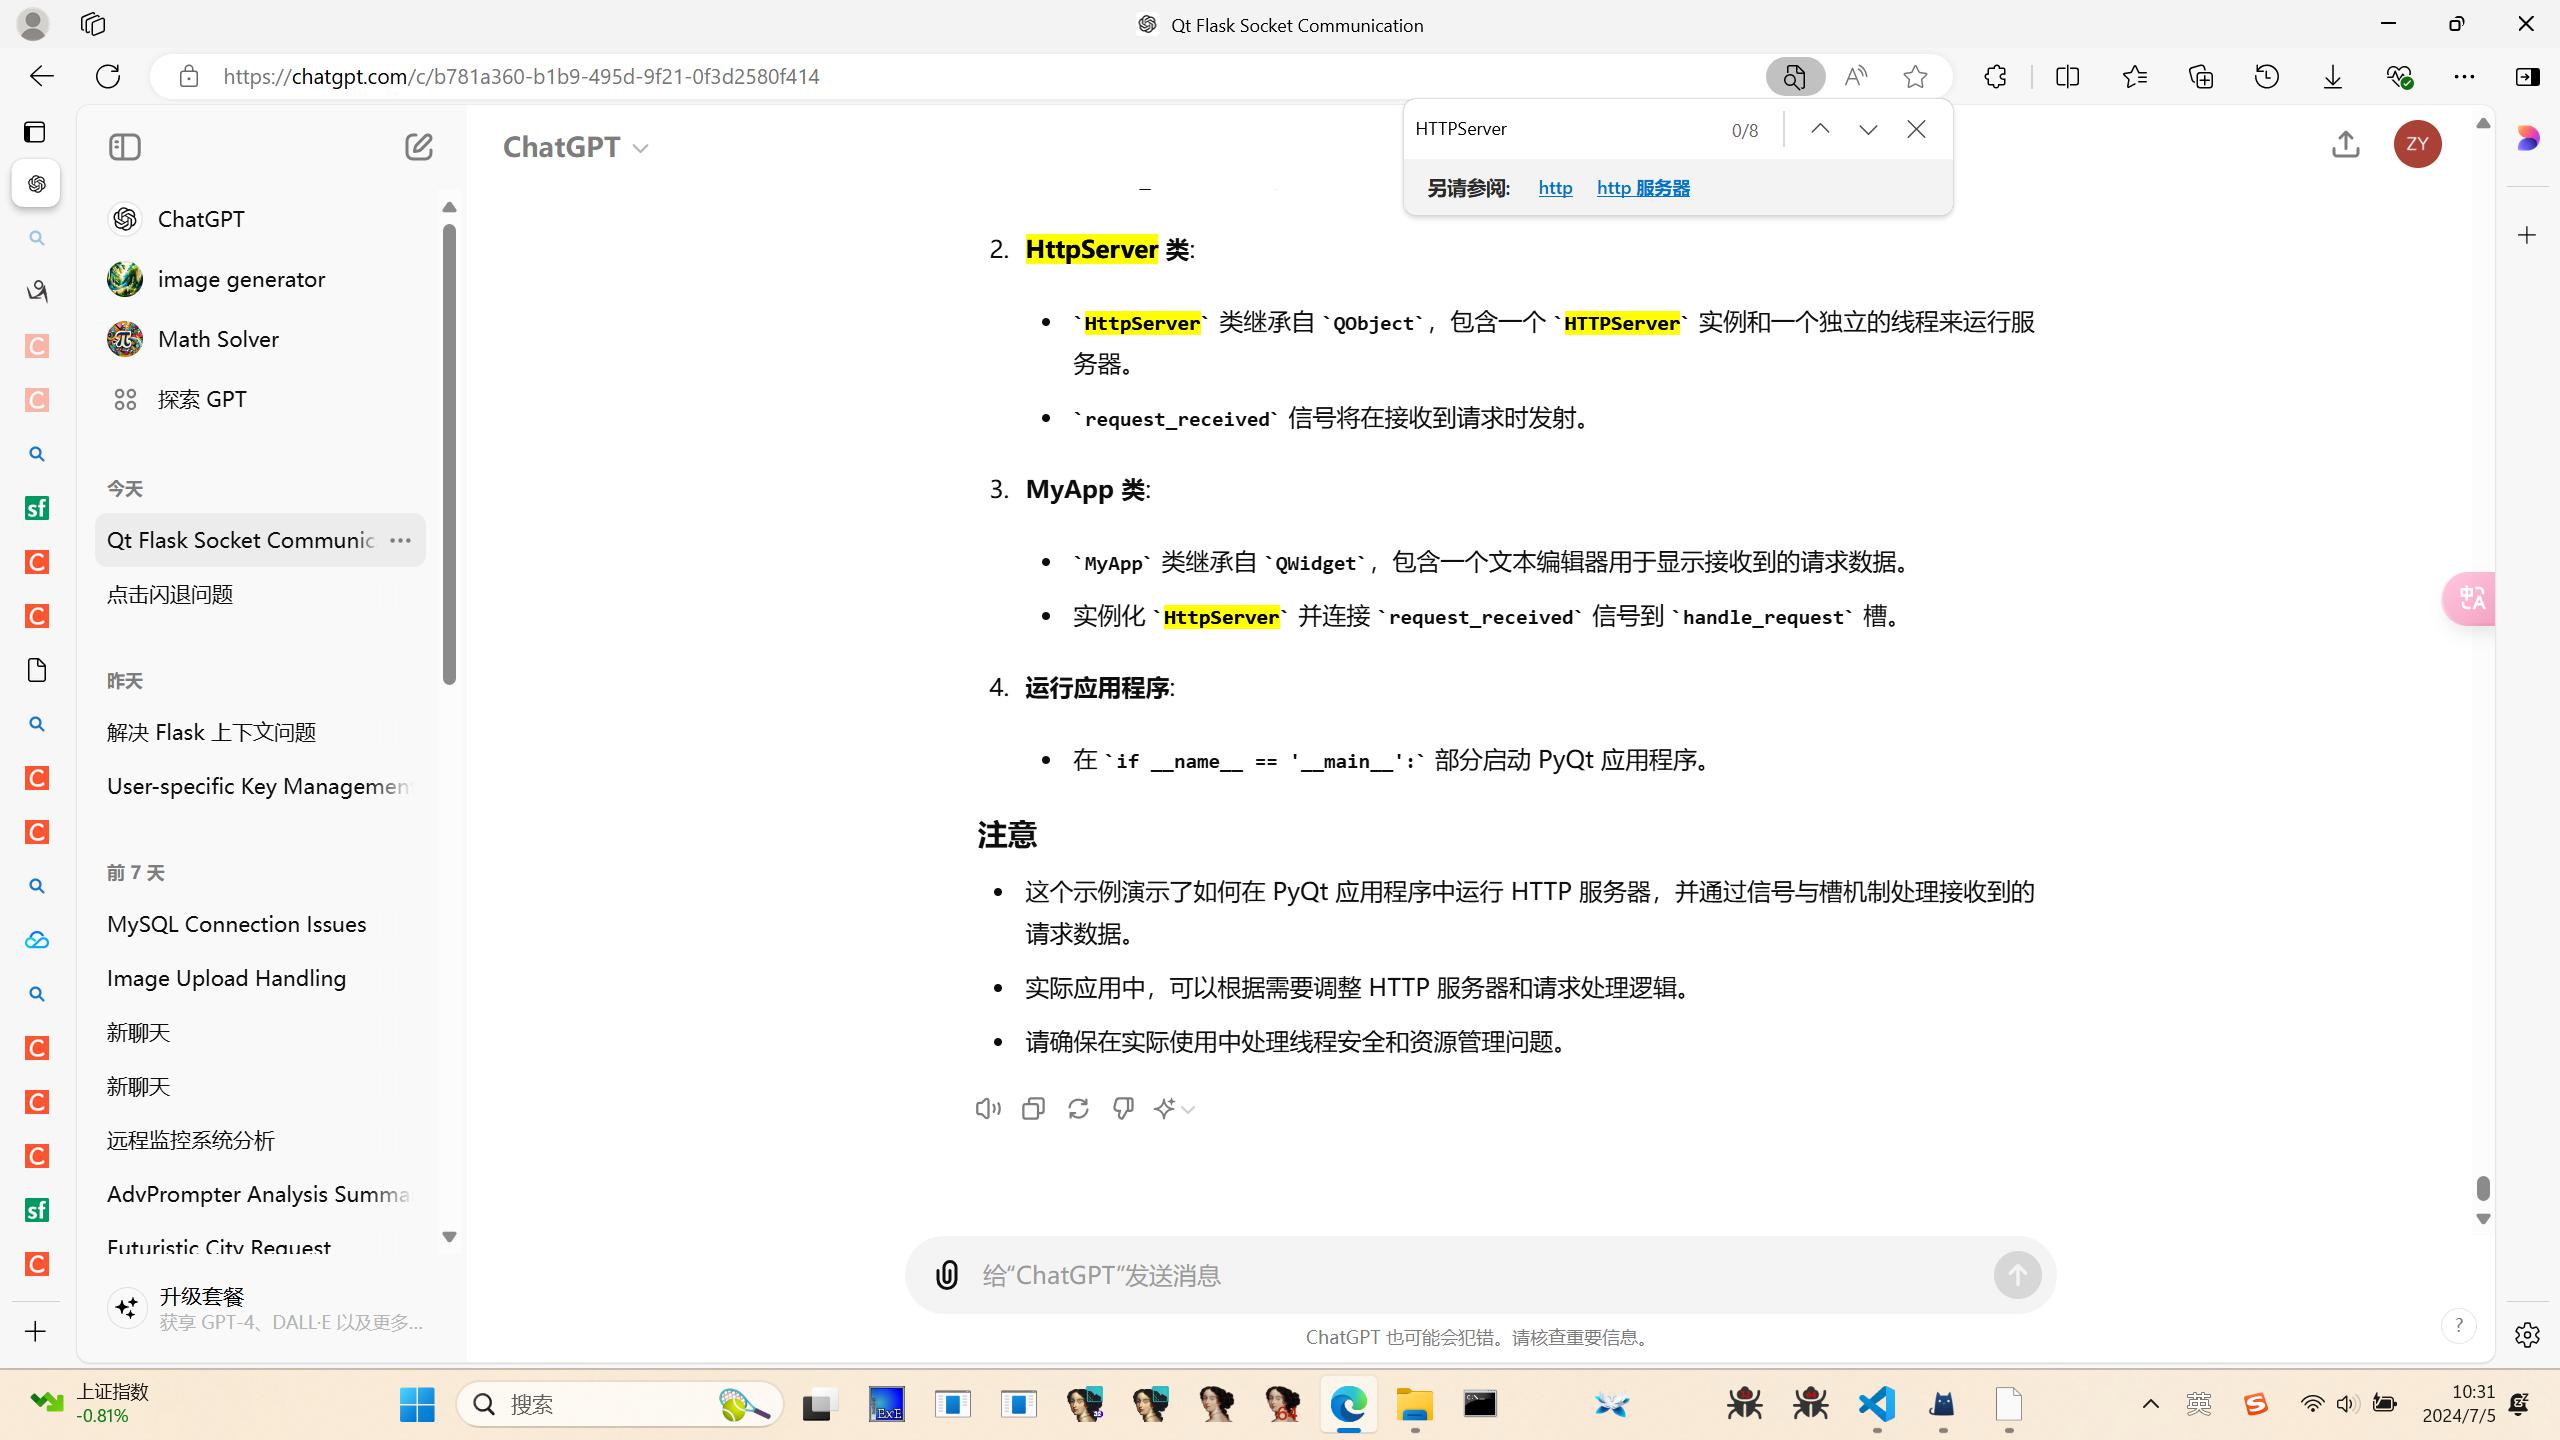 Qt Flask Socket Communication
https://chatgpt.com/c/b781a360-b1b9-495d-9f21-0f3d2580f414
HTTPServer 0/8
另请参阅: http http 服务器
ChatGPT
ZY
ChatGPT
image generator
Math Solver
探索 GPT
今天
Qt Flask Socket Communic
点击闪退问题
昨天
解决 Flask 上下文问题
User-specific Key Managemen
前 7 天
MySQL Connection Issues
Image Upload Handling
新聊天
新聊天
远程监控系统分析
AdvPrompter Analysis Summa
Futuristic City Request
升级套餐
获享 GPT-4、DALL·E 以及更多...
2. HttpServer 类:
• `HttpServer` 类继承自 `QObject`，包含一个 `HTTPServer` 实例和一个独立的线程来运行服
务器。
• `request_received` 信号将在接收到请求时发射。
3. MyApp 类:
• `MyApp` 类继承自 `QWidget`，包含一个文本编辑器用于显示接收到的请求数据。
• 实例化 `HttpServer` 并连接 `request_received` 信号到 `handle_request` 槽。
4. 运行应用程序:
• 在 `if __name__ == '__main__':` 部分启动 PyQt 应用程序。
注意
• 这个示例演示了如何在 PyQt 应用程序中运行 HTTP 服务器，并通过信号与槽机制处理接收到的
请求数据。
• 实际应用中，可以根据需要调整 HTTP 服务器和请求处理逻辑。
• 请确保在实际使用中处理线程安全和资源管理问题。
给“ChatGPT”发送消息
ChatGPT 也可能会犯错。请核查重要信息。
?
上证指数
-0.81%
搜索
英
10:31
2024/7/5